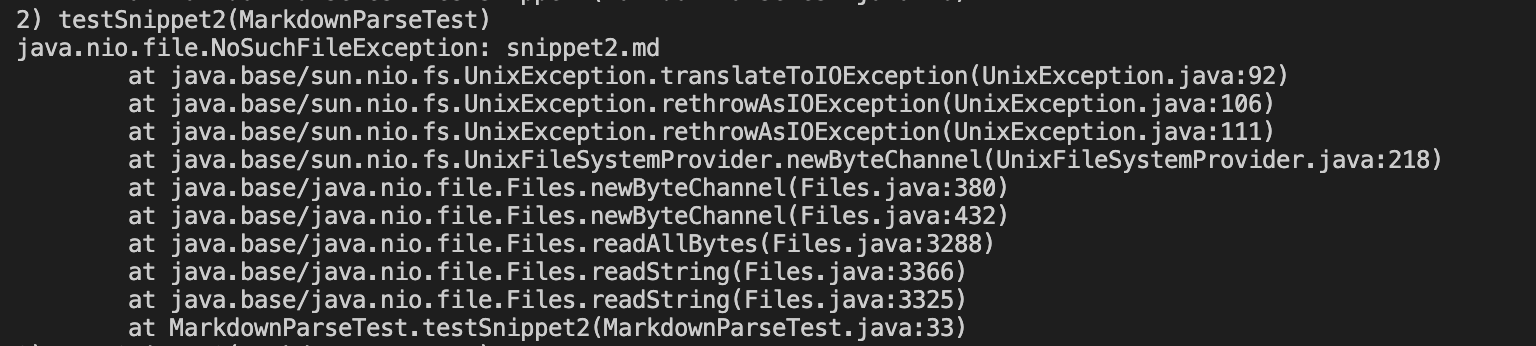 2) testSnippet2(MarkdownParseTest)
java.nio.file.NoSuchFileException: snippet2.md
        at java.base/sun.nio.fs.UnixException.translateToIOException(UnixException.java:92)
        at java.base/sun.nio.fs.UnixException.rethrowAsIOException(UnixException.java:106)
        at java.base/sun.nio.fs.UnixException.rethrowAsIOException(UnixException.java:111)
        at java.base/sun.nio.fs.UnixFileSystemProvider.newByteChannel(UnixFileSystemProvider.java:218)
        at java.base/java.nio.file.Files.newByteChannel(Files.java:380)
        at java.base/java.nio.file.Files.newByteChannel(Files.java:432)
        at java.base/java.nio.file.Files.readAllBytes(Files.java:3288)
        at java.base/java.nio.file.Files.readString(Files.java:3366)
        at java.base/java.nio.file.Files.readString(Files.java:3325)
        at MarkdownParseTest.testSnippet2(MarkdownParseTest.java:33)